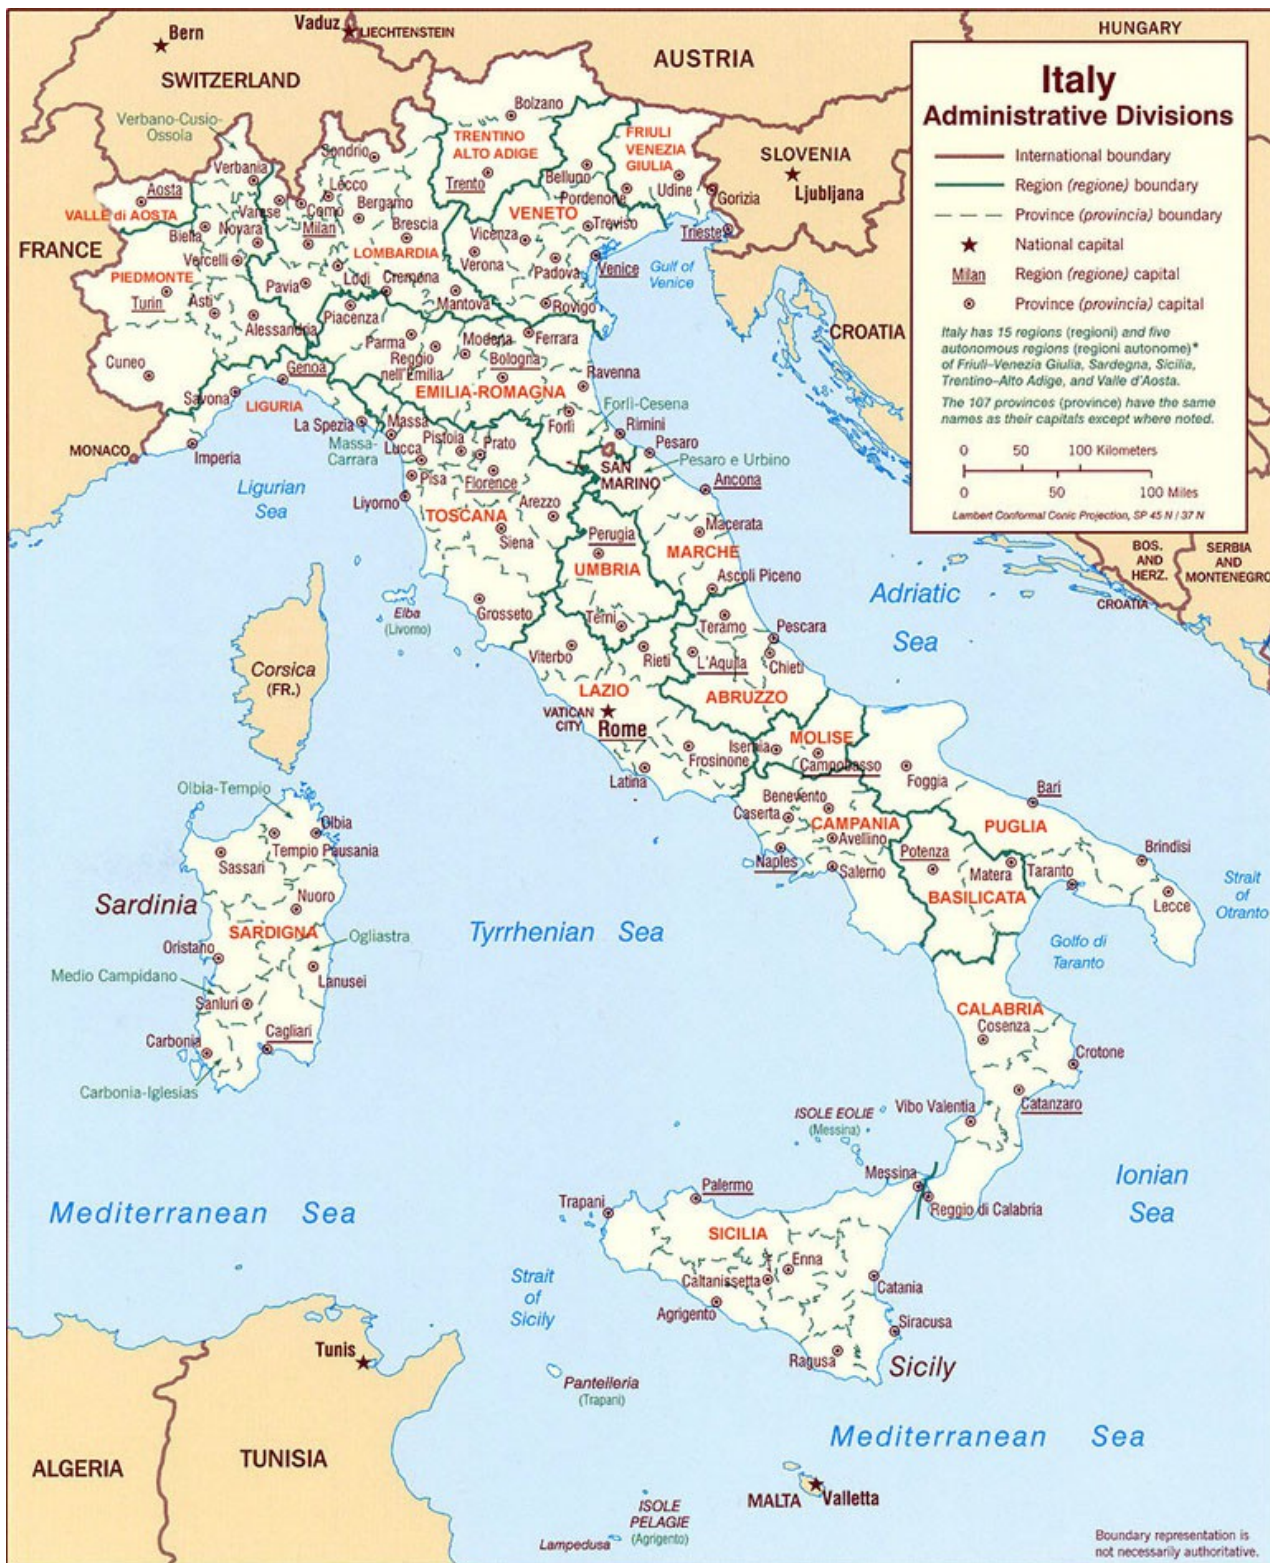 Bern
Vaduz
LIECHTENSTEIN
SWITZERLAND
AUSTRIA
HUNGARY
Italy
Administrative Divisions
International boundary
Region (regione) boundary
Province (provincia) boundary
National capital
Milan
Region (regione) capital
Province (provincia) capital
Italy has 15 regions (regioni) and five
autonomous regions (regioni autonome)*
of Friuli–Venezia Giulia, Sardegna, Sicilia,
Trentino–Alto Adige, and Valle d'Aosta.
The 107 provinces (province) have the same
names as their capitals except where noted.
0 50 100 Kilometers
0 50 100 Miles
Lambert Conformal Conic Projection, SP 45 N / 37 N
SLOVENIA
Ljubljana
CROATIA
BOS.
AND
HERZ.
SERBIA
AND
MONTENEGRO
CROATIA
FRANCE
MONACO
Verbano-Cusio-
Ossola
Verbania
Aosta
VALLE di AOSTA
Biella
Novara
Vercelli
PIEDMONTE
Turin
Asti
Alessandria
Cuneo
Sondrio
Lecco
Varese
Como
Bergamo
Milan
Brescia
LOMBARDIA
Lodi
Cremona
Pavia
Mantova
Bolzano
TRENTINO
ALTO ADIGE
Trento
FRIULI
VENEZIA
GIULIA
Belluno
Pordenone
Udine
Gorizia
Trieste
VENETO
Treviso
Vicenza
Verona
Padova
Venice
Rovigo
Gulf of
Venice
Piacenza
Parma
Reggio
nell'Emilia
Modena
Bologna
Ferrara
Ravenna
EMILIA-ROMAGNA
Forlì-Cesena
Forlì
Rimini
Genoa
Savona
LIGURIA
La Spezia
Imperia
Ligurian
Sea
Massa-
Carrara
Massa
Lucca
Pistoia
Prato
Pisa
Florence
Livorno
Arezzo
TOSCANA
Siena
Grosseto
Elba
(Livorno)
SAN
MARINO
Pesaro
Pesaro e Urbino
Ancona
Macerata
MARCHE
Ascoli Piceno
Perugia
UMBRIA
Terni
Adriatic
Sea
Teramo
Pescara
L'Aquila
Chieti
ABRUZZO
Viterbo
Rieti
LAZIO
VATICAN
CITY
Rome
Frosinone
Latina
Isernia
MOLISE
Campobasso
Corsica
(FR.)
Olbia-Tempio
Olbia
Tempio Pausania
Sassari
Sardinia
Nuoro
SARDIGNA
Oristano
Ogliastra
Medio Campidano
Lanusei
Sanluri
Cagliari
Carbonia
Carbonia-Iglesias
Tyrrhenian Sea
Benevento
Caserta
CAMPANIA
Avellino
Naples
Salerno
Foggia
Bari
PUGLIA
Brindisi
Taranto
Lecce
Strait
of
Otranto
Potenza
Matera
BASILICATA
Golfo di
Taranto
CALABRIA
Cosenza
Crotone
Catanzaro
Vibo Valentia
Reggio di Calabria
ISOLE EOLIE
(Messina)
Messina
Ionian
Sea
Mediterranean Sea
Palermo
Trapani
SICILIA
Enna
Caltanissetta
Catania
Agrigento
Siracusa
Ragusa
Sicily
Strait
of
Sicily
Pantelleria
(Trapani)
Tunis
ALGERIA
TUNISIA
Mediterranean Sea
MALTA
Valletta
ISOLE
PELAGIE
(Agrigento)
Lampedusa
Boundary representation is
not necessarily authoritative.